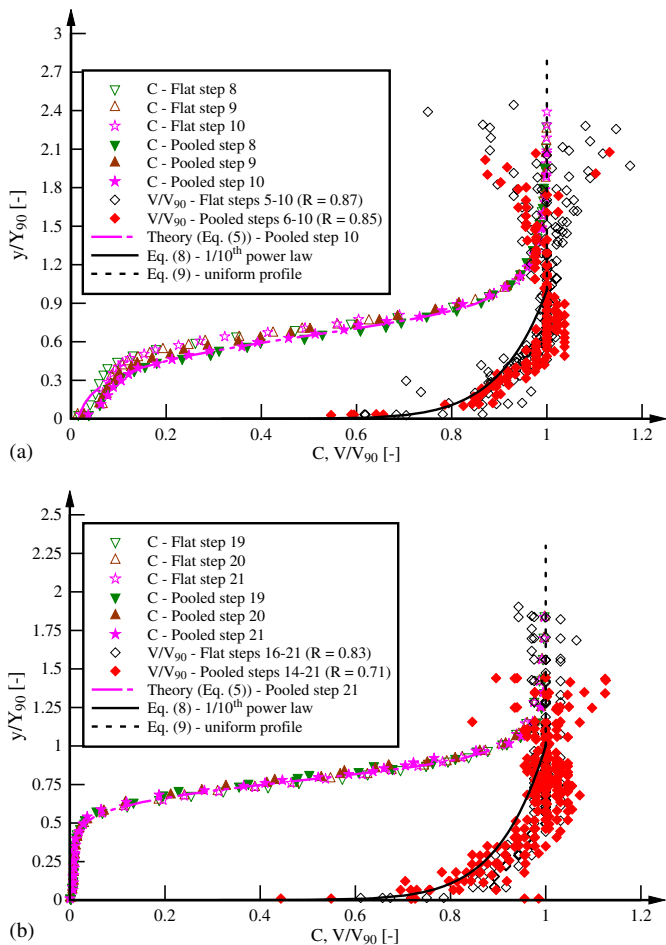 3
2.7
2.4
2.1
1.8
1.5
1.2
0.9
0.6
0.3
0
y/Y90 [-]
C - Flat step 8
C - Flat step 9
C - Flat step 10
C - Pooled step 8
C - Pooled step 9
C - Pooled step 10
V/V90 - Flat steps 5-10 (R = 0.87)
V/V90 - Pooled steps 6-10 (R = 0.85)
Theory (Eq. (5)) - Pooled step 10
Eq. (8) - 1/10th power law
Eq. (9) - uniform profile
0 0.2 0.4 0.6 0.8 1 1.2
(a)
C, V/V90 [-]
2.5
2.25
2
1.75
1.5
1.25
1
0.75
0.5
0.25
0
y/Y90 [-]
C - Flat step 19
C - Flat step 20
C - Flat step 21
C - Pooled step 19
C - Pooled step 20
C - Pooled step 21
V/V90 - Flat steps 16-21 (R = 0.83)
V/V90 - Pooled steps 14-21 (R = 0.71)
Theory (Eq. (5)) - Pooled step 21
Eq. (8) - 1/10th power law
Eq. (9) - uniform profile
0 0.2 0.4 0.6 0.8 1 1.2
(b)
C, V/V90 [-]